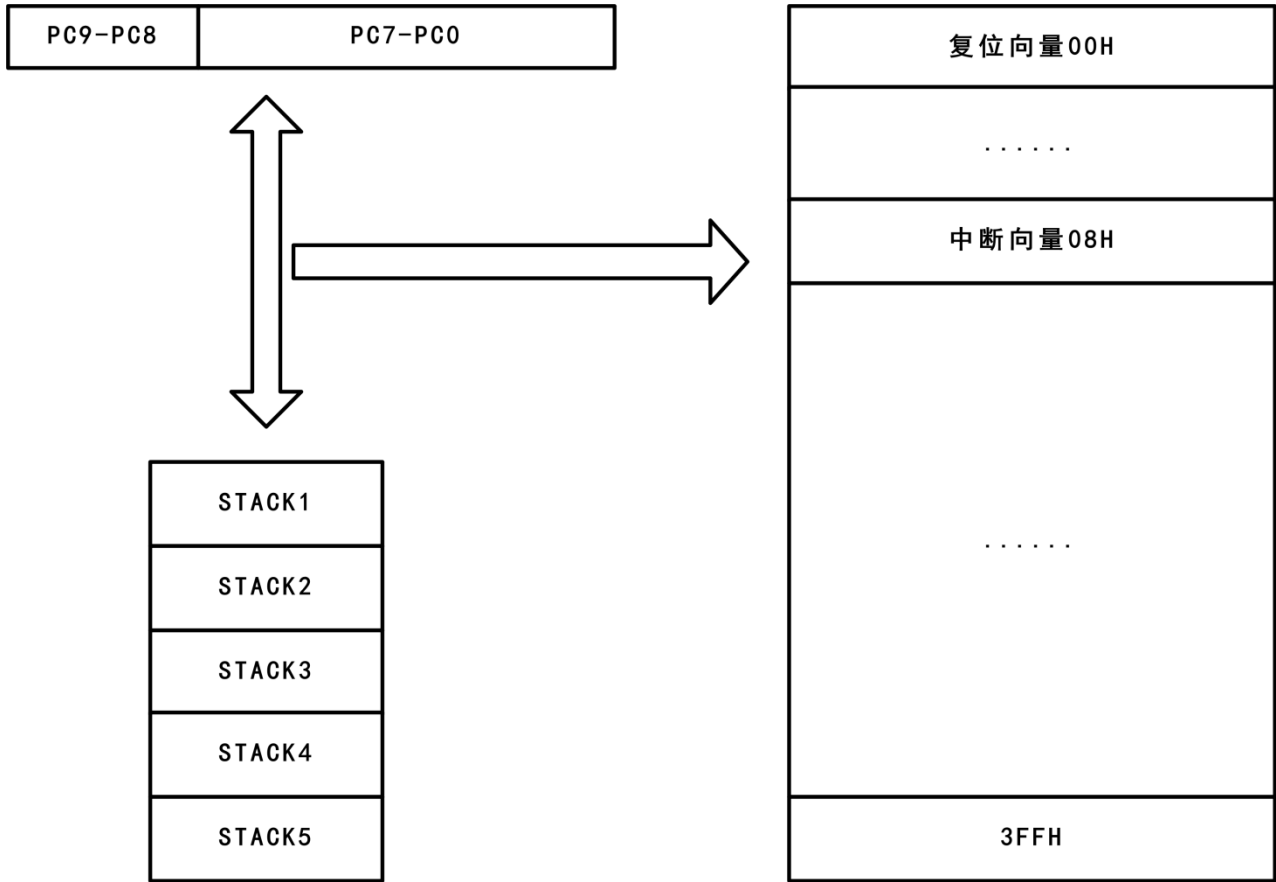 PC9-PC8
PC7-PC0
复位向量00H
......
中断向量08H
......
3FFH
STACK1
STACK2
STACK3
STACK4
STACK5